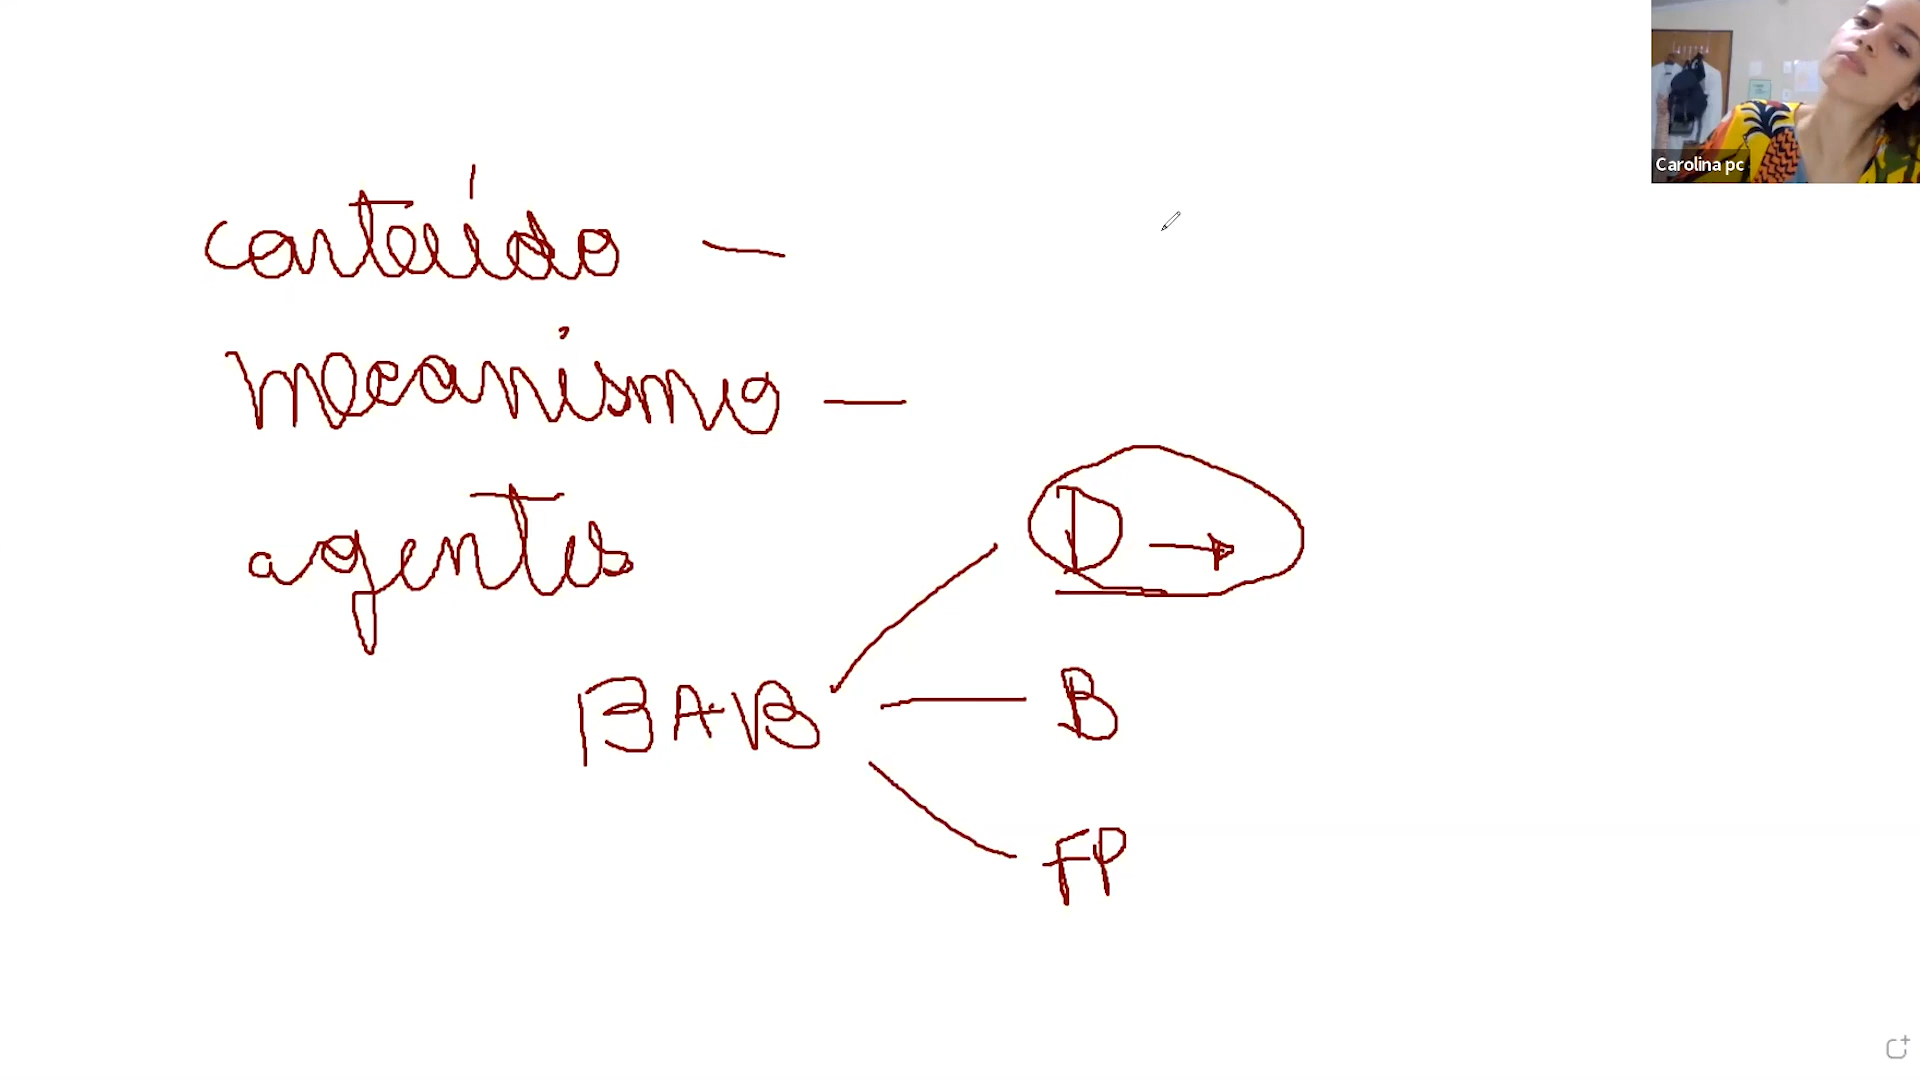 Carolina pc
conteúdo —
mecanismo —
agentes
D → P
BAB
B
FP